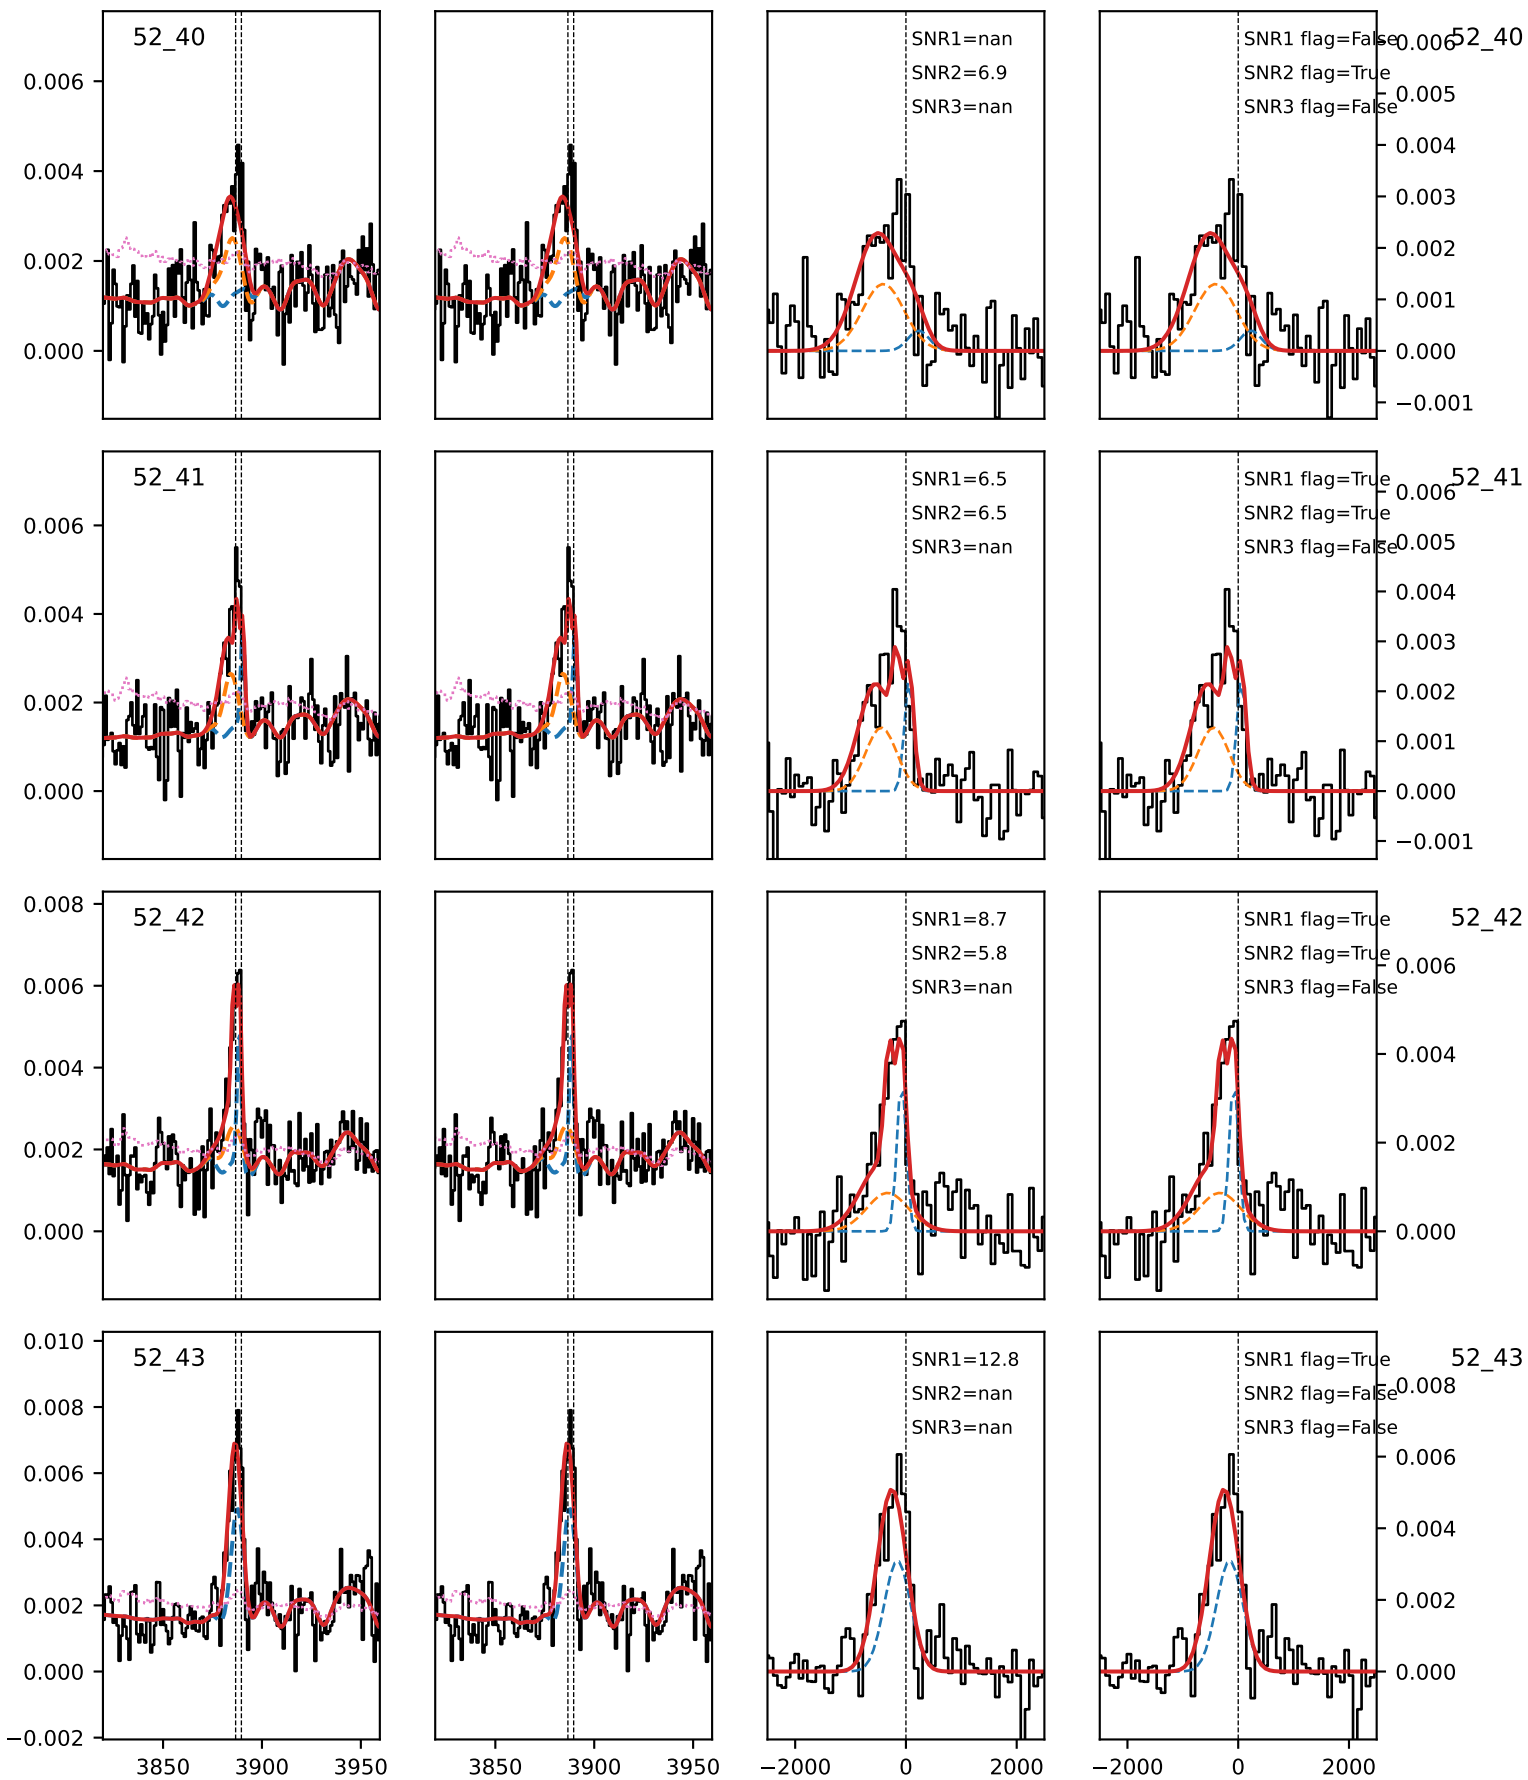 52_40
0.006
0.004
0.002
0.000
SNR1=nan
SNR2=6.9
SNR3=nan
SNR1 flag=False
SNR2 flag=True
SNR3 flag=False
52_40
0.006
0.005
0.004
0.003
0.002
0.001
0.000
−0.001
52_41
0.006
0.004
0.002
0.000
SNR1=6.5
SNR2=6.5
SNR3=nan
SNR1 flag=True
SNR2 flag=True
SNR3 flag=False
52_41
0.006
0.005
0.004
0.003
0.002
0.001
0.000
−0.001
52_42
0.008
0.006
0.004
0.002
0.000
SNR1=8.7
SNR2=5.8
SNR3=nan
SNR1 flag=True
SNR2 flag=True
SNR3 flag=False
52_42
0.006
0.004
0.002
0.000
52_43
0.010
0.008
0.006
0.004
0.002
0.000
−0.002
SNR1=12.8
SNR2=nan
SNR3=nan
SNR1 flag=True
SNR2 flag=False
SNR3 flag=False
52_43
0.008
0.006
0.004
0.002
0.000
3850 3900 3950
3850 3900 3950
−2000 0 2000
−2000 0 2000